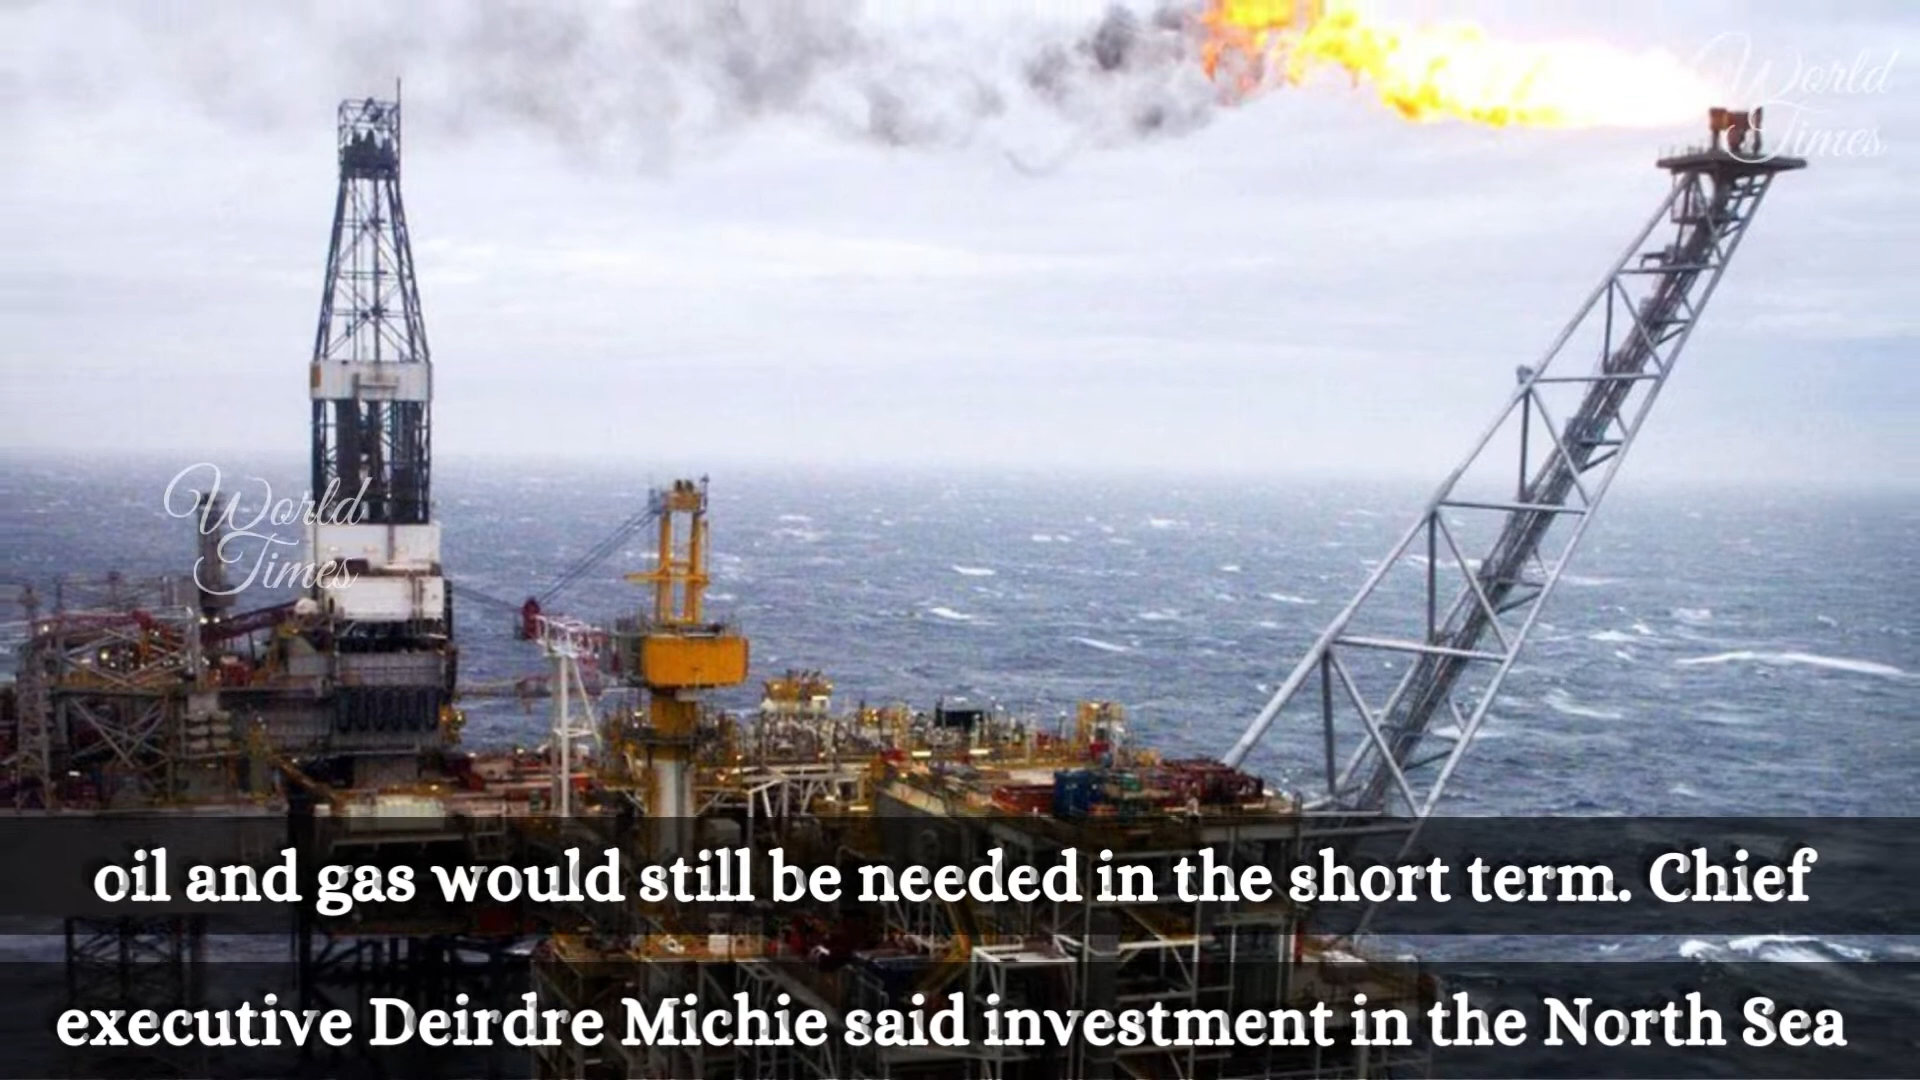 World
Times
World
Times
oil and gas would still be needed in the short term. Chief
executive Deirdre Michie said investment in the North Sea